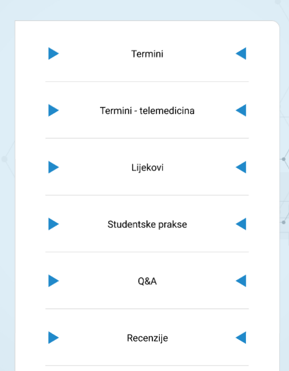 Termini
Termini - telemedicina
Lijekovi
Studentske prakse
Q&A
Recenzije